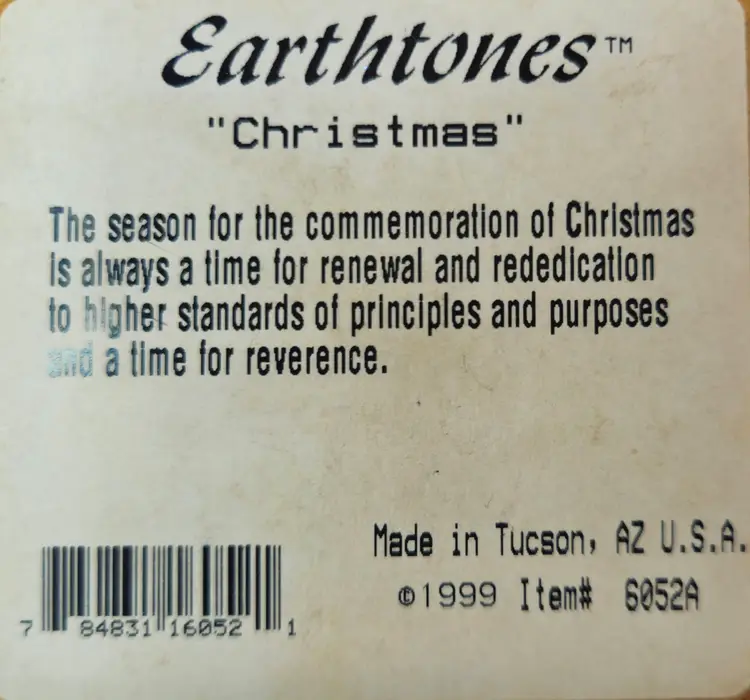 Earthtones™
"Christmas"
The season for the commemoration of Christmas
is always a time for renewal and rededication
to higher standards of principles and purposes
and a time for reverence.
Made in Tucson, AZ U.S.A.
©1999 Item# 6052A
7 84831 16052 1